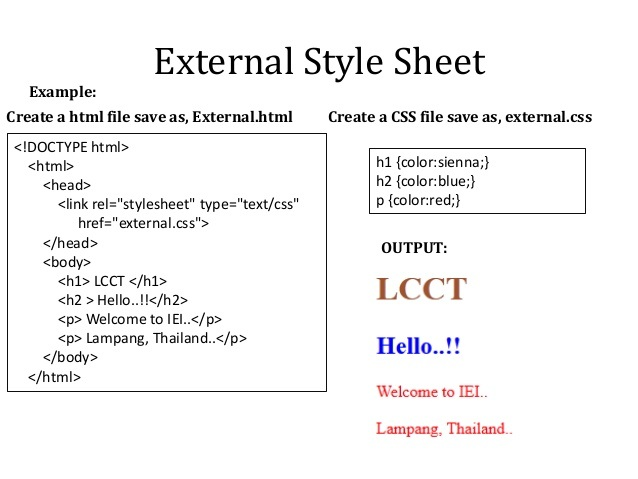 External Style Sheet
Example:
Create a html file save as, External.html
<!DOCTYPE html>
<html>
<head>
<link rel="stylesheet" type="text/css"
href="external.css">
</head>
<body>
<h1> LCCT </h1>
<h2 > Hello..!!</h2>
<p> Welcome to IEI..</p>
<p> Lampang, Thailand..</p>
</body>
</html>
Create a CSS file save as, external.css
h1 {color:sienna;}
h2 {color:blue;}
p {color:red;}
OUTPUT:
LCCT
Hello..!!
Welcome to IEI..
Lampang, Thailand..